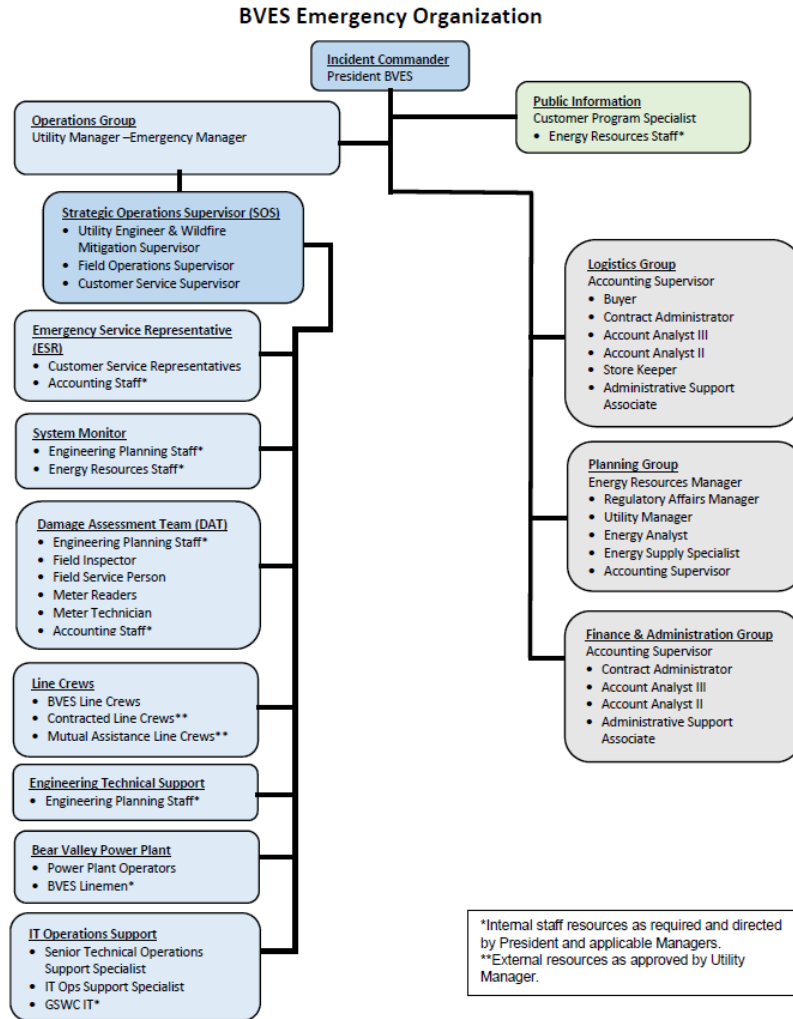 BVES Emergency Organization
Incident Commander
President BVES
Public Information
Customer Program Specialist
• Energy Resources Staff*
Operations Group
Utility Manager –Emergency Manager
Strategic Operations Supervisor (SOS)
• Utility Engineer & Wildfire
Mitigation Supervisor
• Field Operations Supervisor
• Customer Service Supervisor
Emergency Service Representative
(ESR)
• Customer Service Representatives
• Accounting Staff*
System Monitor
• Engineering Planning Staff*
• Energy Resources Staff*
Damage Assessment Team (DAT)
• Engineering Planning Staff*
• Field Inspector
• Field Service Person
• Meter Readers
• Meter Technician
• Accounting Staff*
Line Crews
• BVES Line Crews
• Contracted Line Crews**
• Mutual Assistance Line Crews**
Engineering Technical Support
• Engineering Planning Staff*
Bear Valley Power Plant
• Power Plant Operators
• BVES Linemen*
IT Operations Support
• Senior Technical Operations
Support Specialist
• IT Ops Support Specialist
• GSWC IT*
Logistics Group
Accounting Supervisor
• Buyer
• Contract Administrator
• Account Analyst III
• Account Analyst II
• Store Keeper
• Administrative Support
Associate
Planning Group
Energy Resources Manager
• Regulatory Affairs Manager
• Utility Manager
• Energy Analyst
• Energy Supply Specialist
• Accounting Supervisor
Finance & Administration Group
Accounting Supervisor
• Contract Administrator
• Account Analyst III
• Account Analyst II
• Administrative Support
Associate
*Internal staff resources as required and directed
by President and applicable Managers.
**External resources as approved by Utility
Manager.